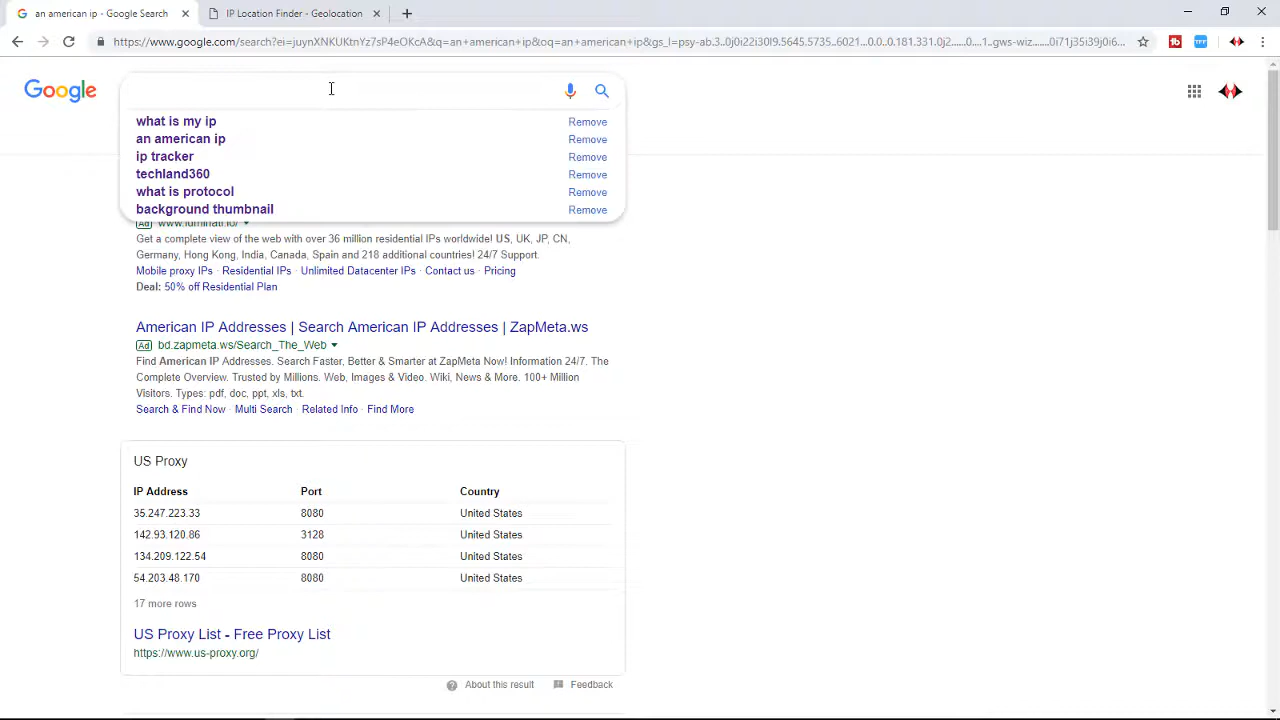 an american ip - Google Search
IP Location Finder - Geolocation
https://www.google.com/search?ei=juynXNKUKtnYz7sP4eOKcA&q=an+american+ip&oq=an+american+ip&gs_l=psy-ab.3..0j0i22i30l9.5645.5735..6021...0.0..0.181.331.0j2......0....1..gws-wiz.......0i71j35i39j0i6...
Google
what is my ip Remove
an american ip Remove
ip tracker Remove
techland360 Remove
what is protocol Remove
background thumbnail Remove
Ad www.luminati.io/
Get a complete view of the web with over 36 million residential IPs worldwide! US, UK, JP, CN,
Germany, Hong Kong, India, Canada, Spain and 218 additional countries! 24/7 Support.
Mobile proxy IPs · Residential IPs · Unlimited Datacenter IPs · Contact us · Pricing
Deal: 50% off Residential Plan
American IP Addresses | Search American IP Addresses | ZapMeta.ws
Ad bd.zapmeta.ws/Search_The_Web
Find American IP Addresses. Search Faster, Better & Smarter at ZapMeta Now! Information 24/7. The
Complete Overview. Trusted by Millions. Web, Images & Video. Wiki, News & More. 100+ Million
Visitors. Types: pdf, doc, ppt, xls, txt.
Search & Find Now · Multi Search · Related Info · Find More
US Proxy
IP Address Port Country
35.247.223.33 8080 United States
142.93.120.86 3128 United States
134.209.122.54 8080 United States
54.203.48.170 8080 United States
17 more rows
US Proxy List - Free Proxy List
https://www.us-proxy.org/
About this result Feedback